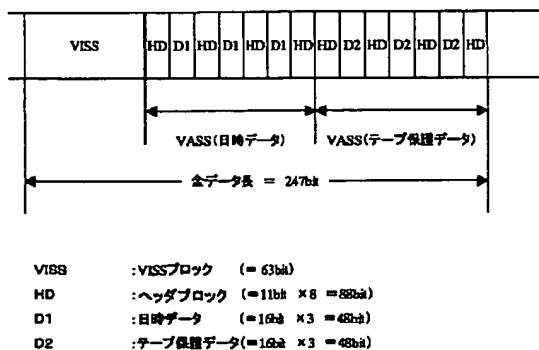 VISS HD D1 HD D1 HD D1 HD HD D2 HD D2 HD D2 HD
VASS(日時データ) VASS(テープ保護データ)
全データ長 = 247bit
VISS :VISSブロック (=63bit)
HD :ヘッダブロック (=11bit ×8 =88bit)
D1 :日時データ (=16bit ×3 =48bit)
D2 :テープ保護データ(=16bit ×3 =48bit)